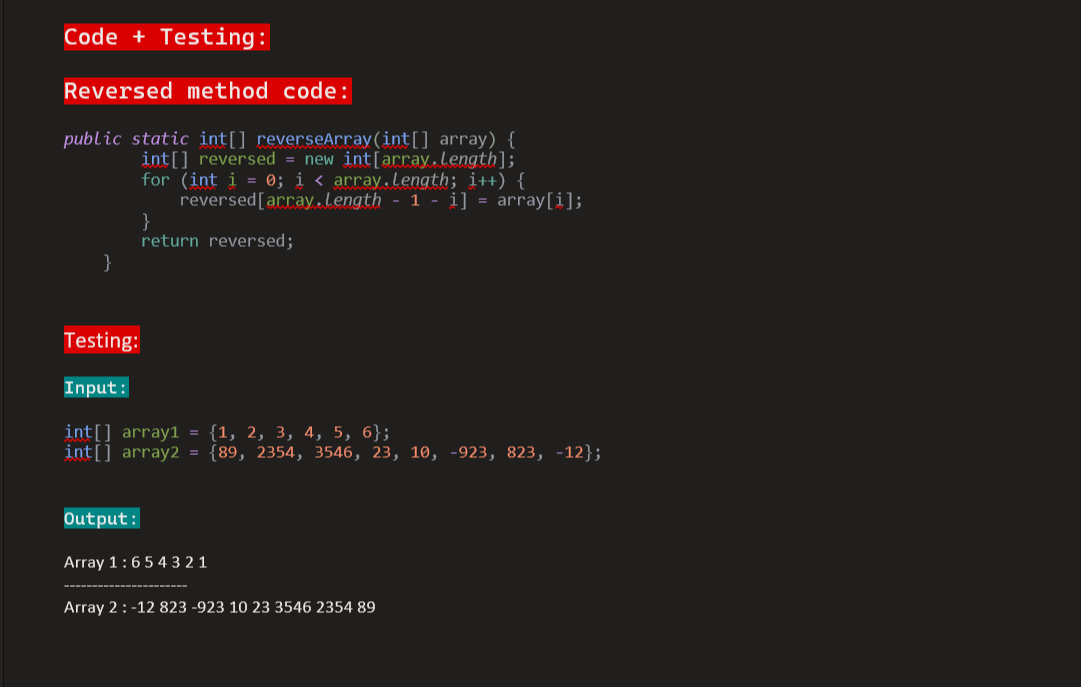 Code + Testing:
Reversed method code:
public static int[] reverseArray(int[] array) {
int[] reversed = new int[array.length];
for (int i = 0; i < array.length; i++) {
reversed[array.length - 1 - i] = array[i];
}
return reversed;
}
Testing:
Input:
int[] array1 = {1, 2, 3, 4, 5, 6};
int[] array2 = {89, 2354, 3546, 23, 10, -923, 823, -12};
Output:
Array 1 : 6 5 4 3 2 1
----------------------
Array 2 : -12 823 -923 10 23 3546 2354 89